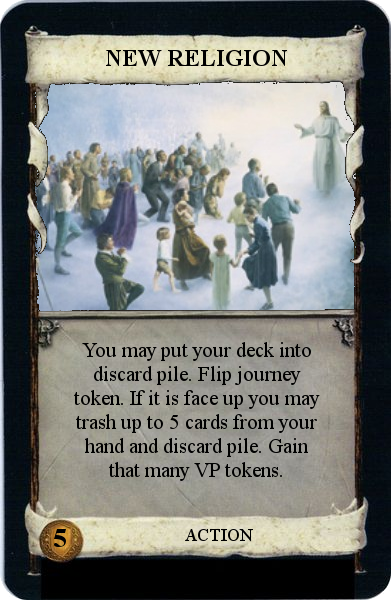 NEW RELIGION
You may put your deck into
discard pile. Flip journey
token. If it is face up you may
trash up to 5 cards from your
hand and discard pile. Gain
that many VP tokens.
5
ACTION